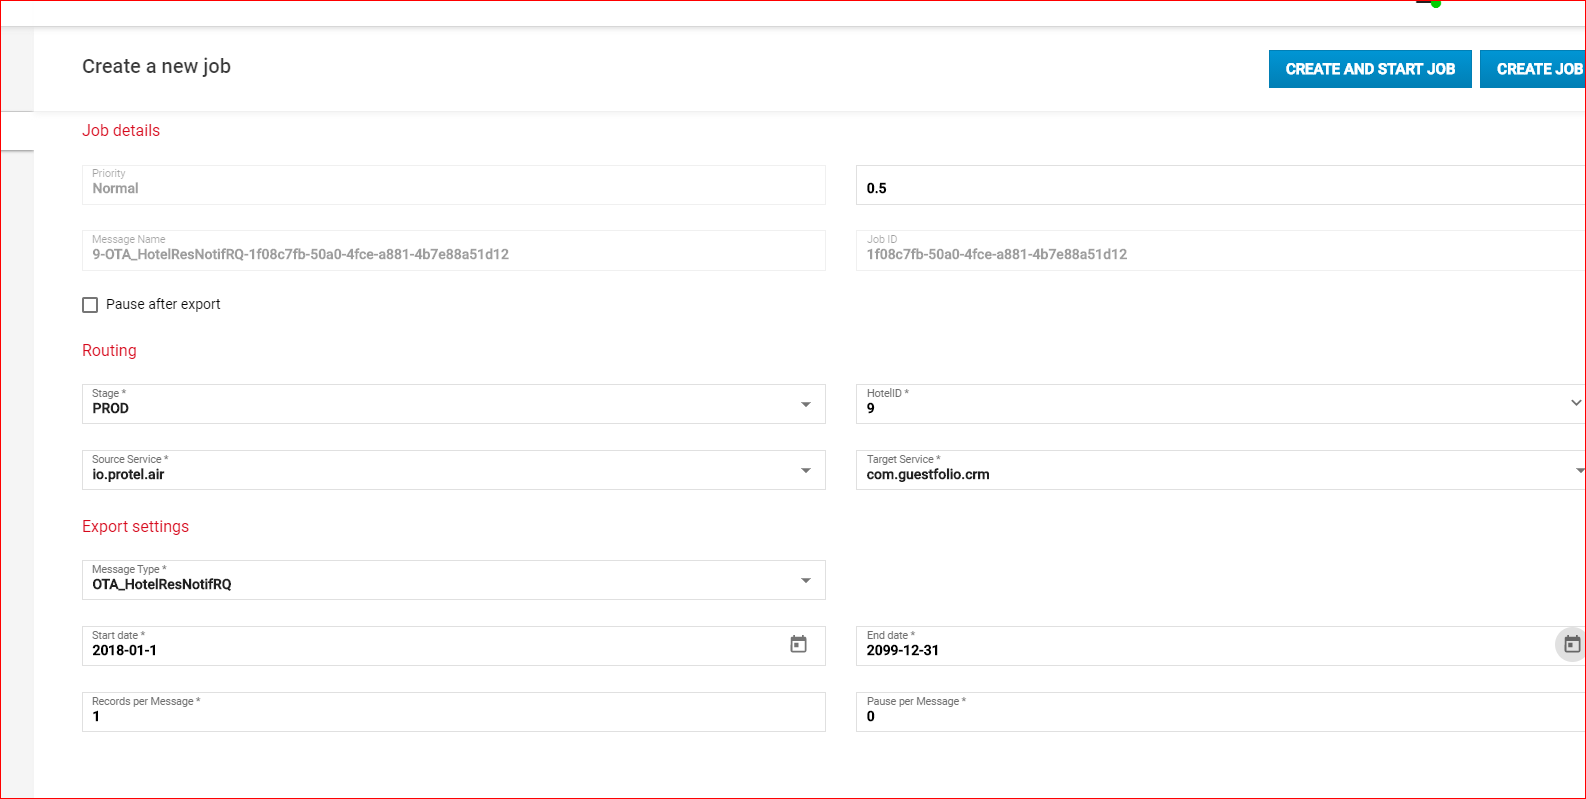 Create a new job
CREATE AND START JOB
CREATE JOB
Job details
Priority
Normal
0.5
Message Name
9-OTA_HotelResNotifRQ-1f08c7fb-50a0-4fce-a881-4b7e88a51d12
Job ID
1f08c7fb-50a0-4fce-a881-4b7e88a51d12
Pause after export
Routing
Stage *
PROD
HotelID *
9
Source Service *
io.protel.air
Target Service *
com.guestfolio.crm
Export settings
Message Type *
OTA_HotelResNotifRQ
Start date *
2018-01-1
End date *
2099-12-31
Records per Message *
1
Pause per Message *
0